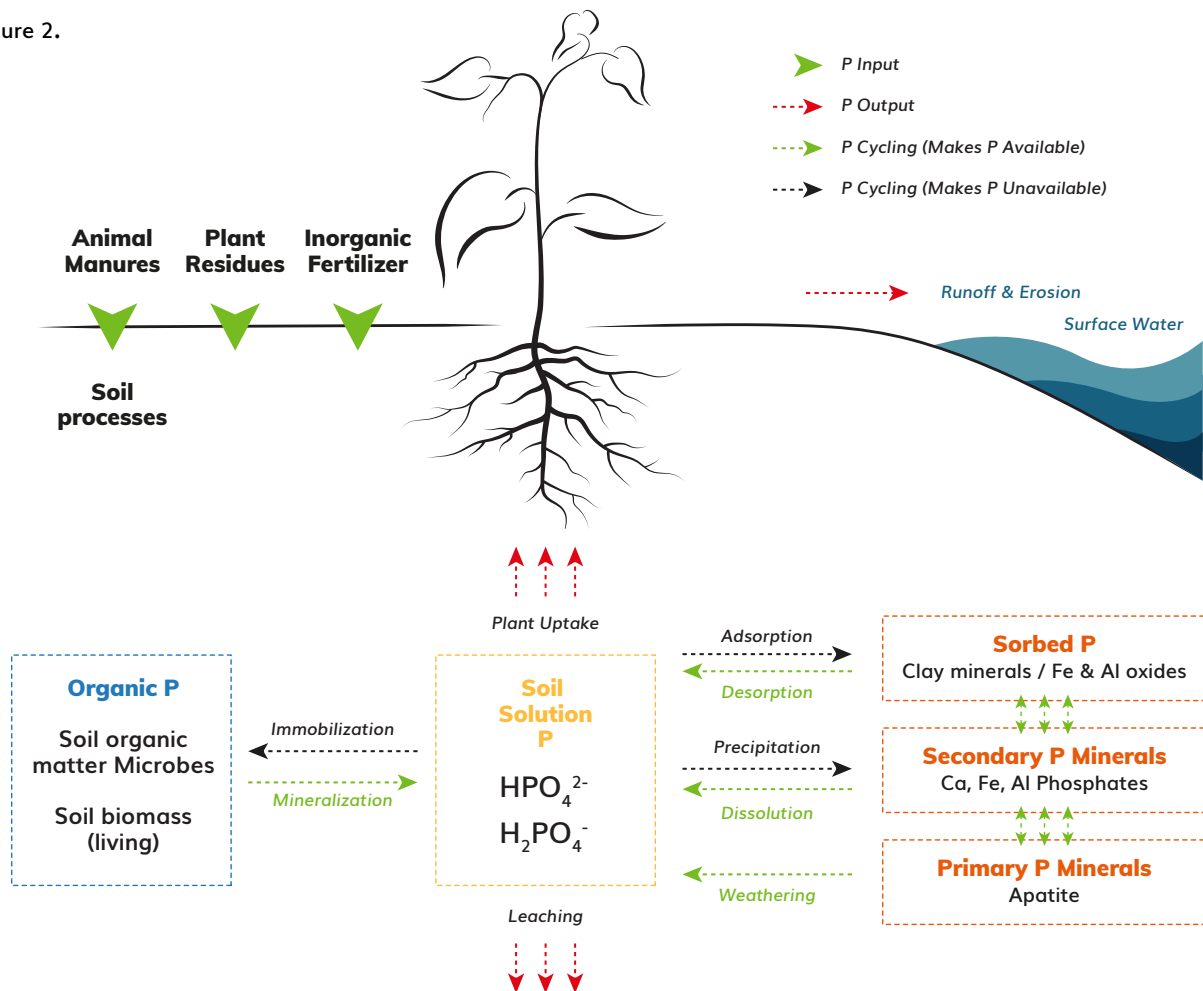 ure 2.
P Input
P Output
P Cycling (Makes P Available)
P Cycling (Makes P Unavailable)
Animal
Manures
Plant
Residues
Inorganic
Fertilizer
Runoff & Erosion
Surface Water
Soil
processes
Plant Uptake
Organic P
Soil organic
matter Microbes
Soil biomass
(living)
Immobilization
Mineralization
Soil
Solution
P
HPO₄²⁻
H₂PO₄⁻
Adsorption
Desorption
Precipitation
Dissolution
Weathering
Sorbed P
Clay minerals / Fe & Al oxides
Secondary P Minerals
Ca, Fe, Al Phosphates
Primary P Minerals
Apatite
Leaching